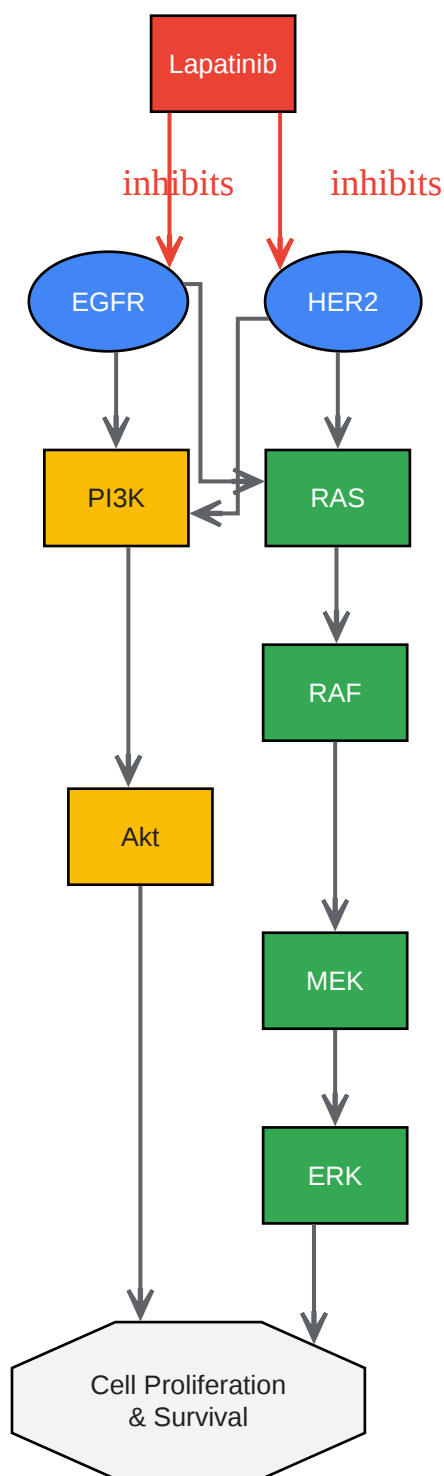 Lapatinib
inhibits
inhibits
EGFR
HER2
PI3K
RAS
RAF
Akt
MEK
ERK
Cell Proliferation
& Survival